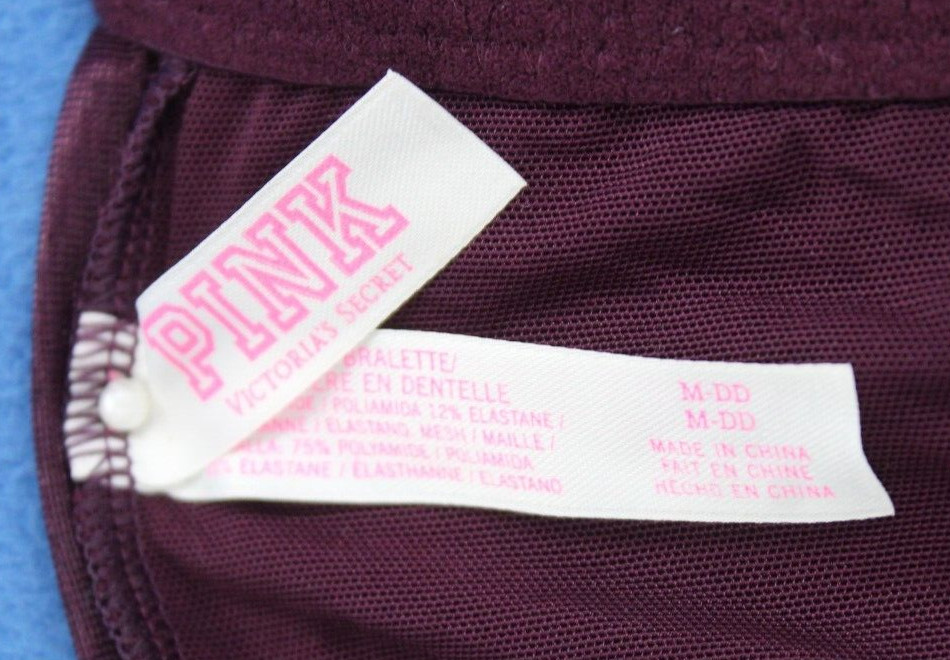 PINK
VICTORIA'S SECRET
BRALETTE/
EN DENTELLE
/ POLIAMIDA 12% ELASTANE /
/ ELASTANO. MESH / MAILLE /
75% POLYAMIDE / POLIAMIDA
ELASTANE / ÉLASTHANNE / ELASTANO
M-DD
M-DD
MADE IN CHINA
FAIT EN CHINE
HECHO EN CHINA